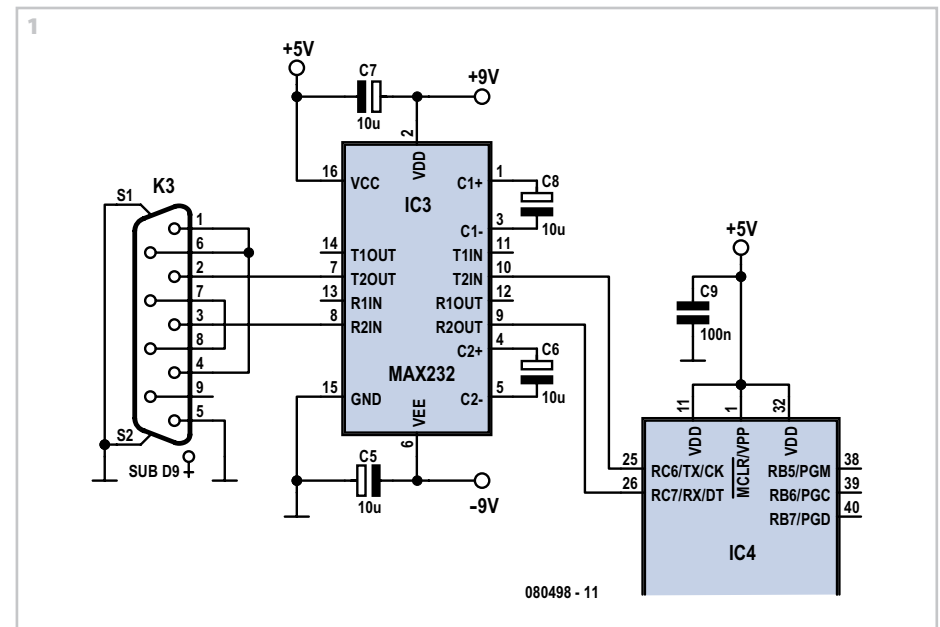 1
+5V
C7
10u
+9V
2
VDD
16
VCC
IC3
C1+
1
C8
10u
C1-
3
K3
S1
1
6
2
7
3
8
4
9
5
S2
SUB D9
14
T1OUT
T1IN
11
7
T2OUT
T2IN
10
13
R1IN
R1OUT
12
8
R2IN
R2OUT
9
C2+
4
C6
10u
MAX232
15
GND
C2-
5
VEE
6
C5
10u
-9V
+5V
C9
100n
11
1
32
VDD
MCLR/VPP
VDD
25
RC6/TX/CK
RB5/PGM
38
26
RC7/RX/DT
RB6/PGC
39
RB7/PGD
40
IC4
080498 - 11